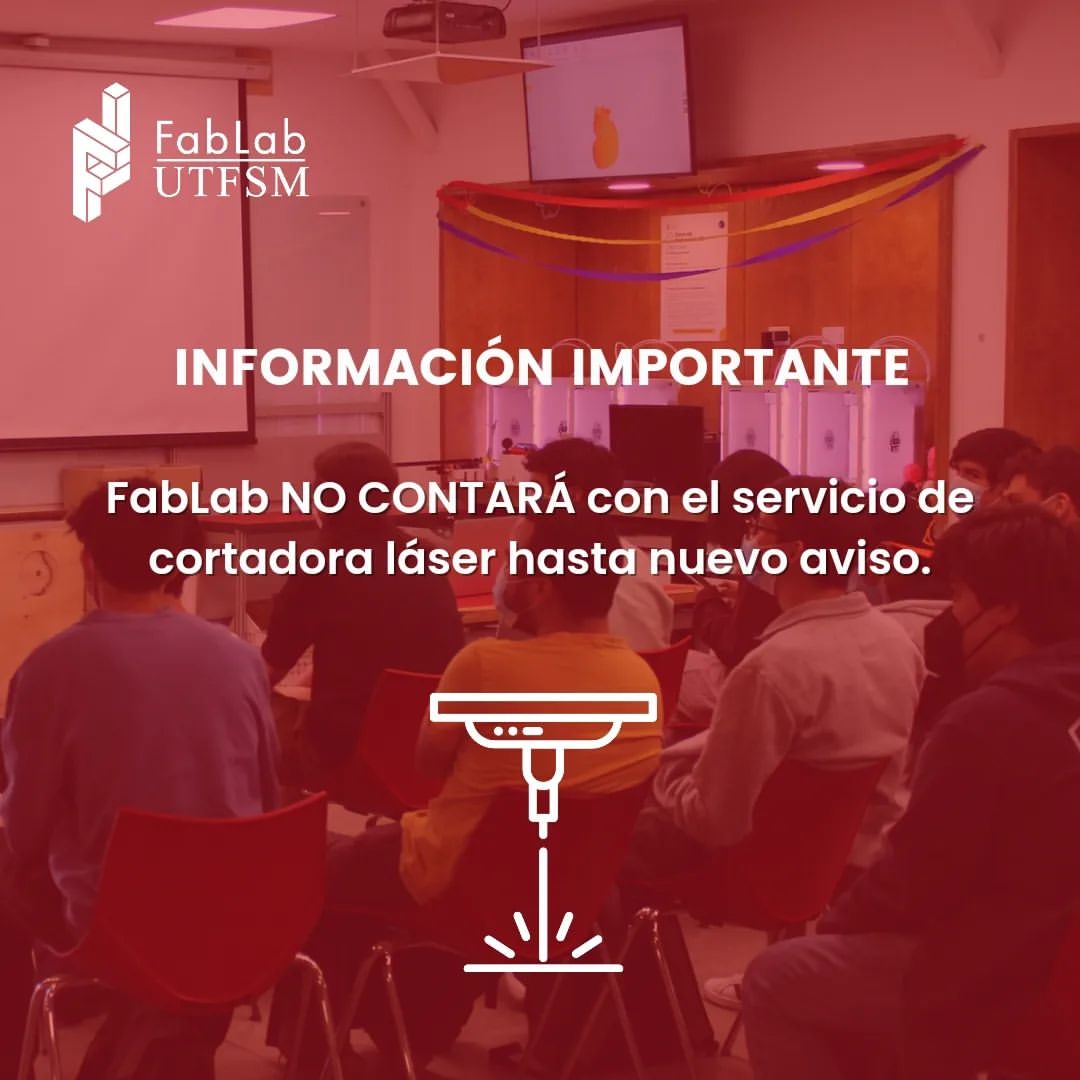 FabLab
UTFSM
INFORMACIÓN IMPORTANTE
FabLab NO CONTARÁ con el servicio de
cortadora láser hasta nuevo aviso.